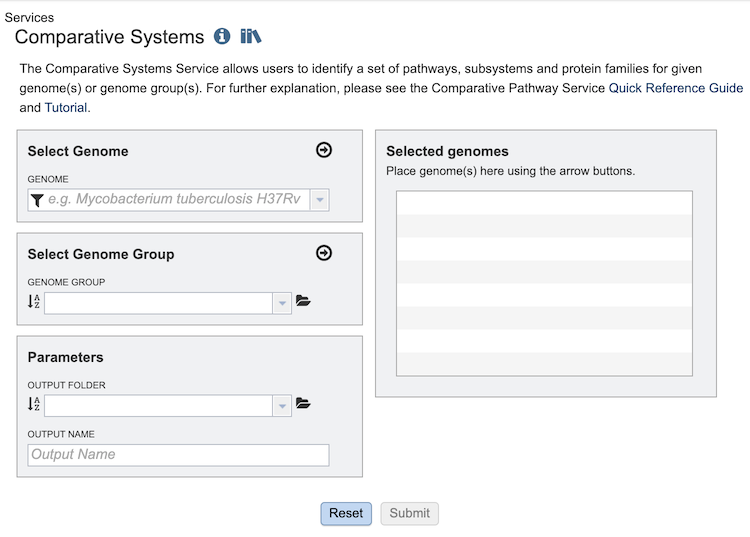 Services
Comparative Systems
The Comparative Systems Service allows users to identify a set of pathways, subsystems and protein families for given
genome(s) or genome group(s). For further explanation, please see the Comparative Pathway Service Quick Reference Guide
and Tutorial.
Select Genome
GENOME
e.g. Mycobacterium tuberculosis H37Rv
Select Genome Group
GENOME GROUP
A
Z
Parameters
OUTPUT FOLDER
A
Z
OUTPUT NAME
Output Name
Selected genomes
Place genome(s) here using the arrow buttons.
Reset
Submit